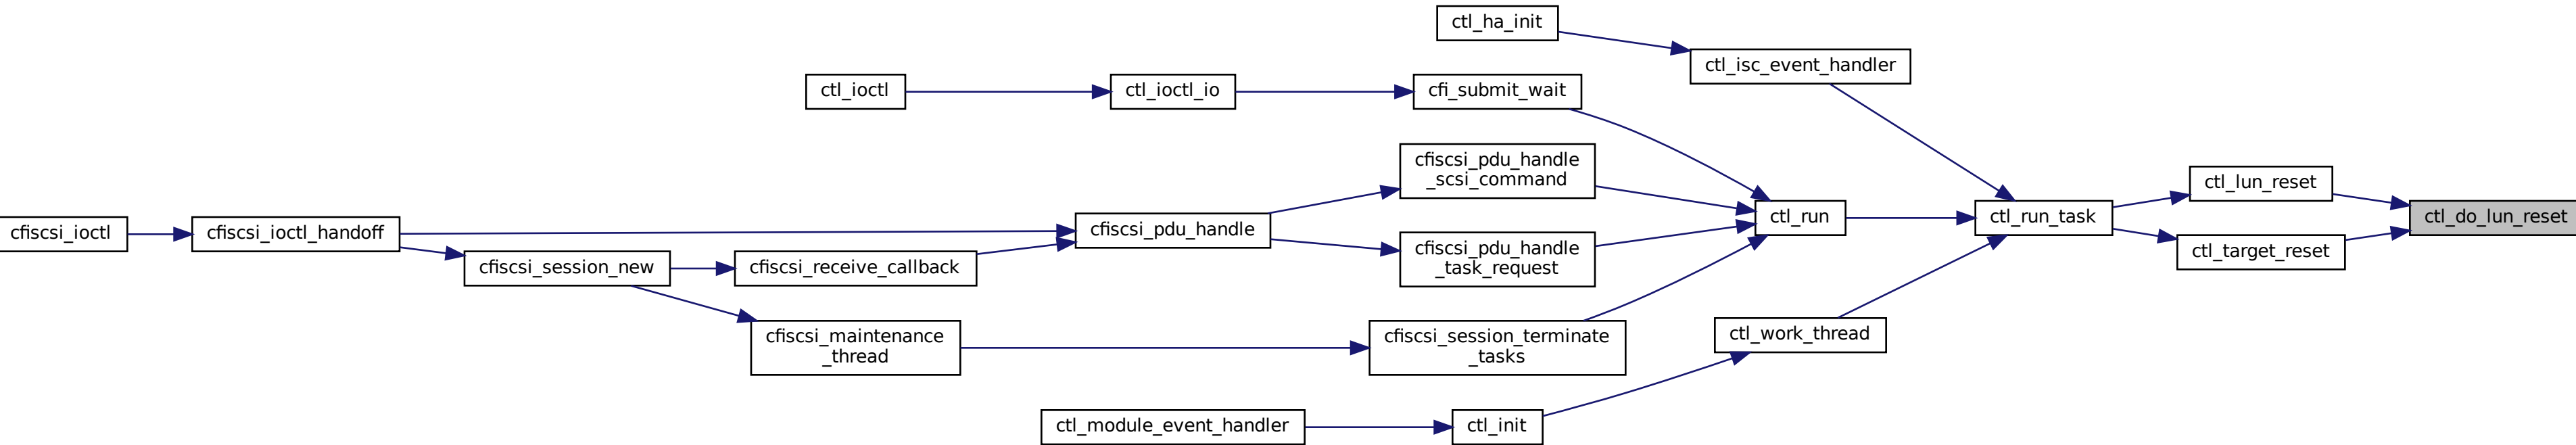 ctl_ha_init
ctl_isc_event_handler
ctl_ioctl
ctl_ioctl_io
cfi_submit_wait
cfiscsi_pdu_handle
_scsi_command
ctl_lun_reset
cfiscsi_ioctl
cfiscsi_ioctl_handoff
cfiscsi_pdu_handle
ctl_run
ctl_run_task
ctl_do_lun_reset
cfiscsi_pdu_handle
_task_request
ctl_target_reset
cfiscsi_session_new
cfiscsi_receive_callback
cfiscsi_maintenance
_thread
cfiscsi_session_terminate
_tasks
ctl_work_thread
ctl_module_event_handler
ctl_init